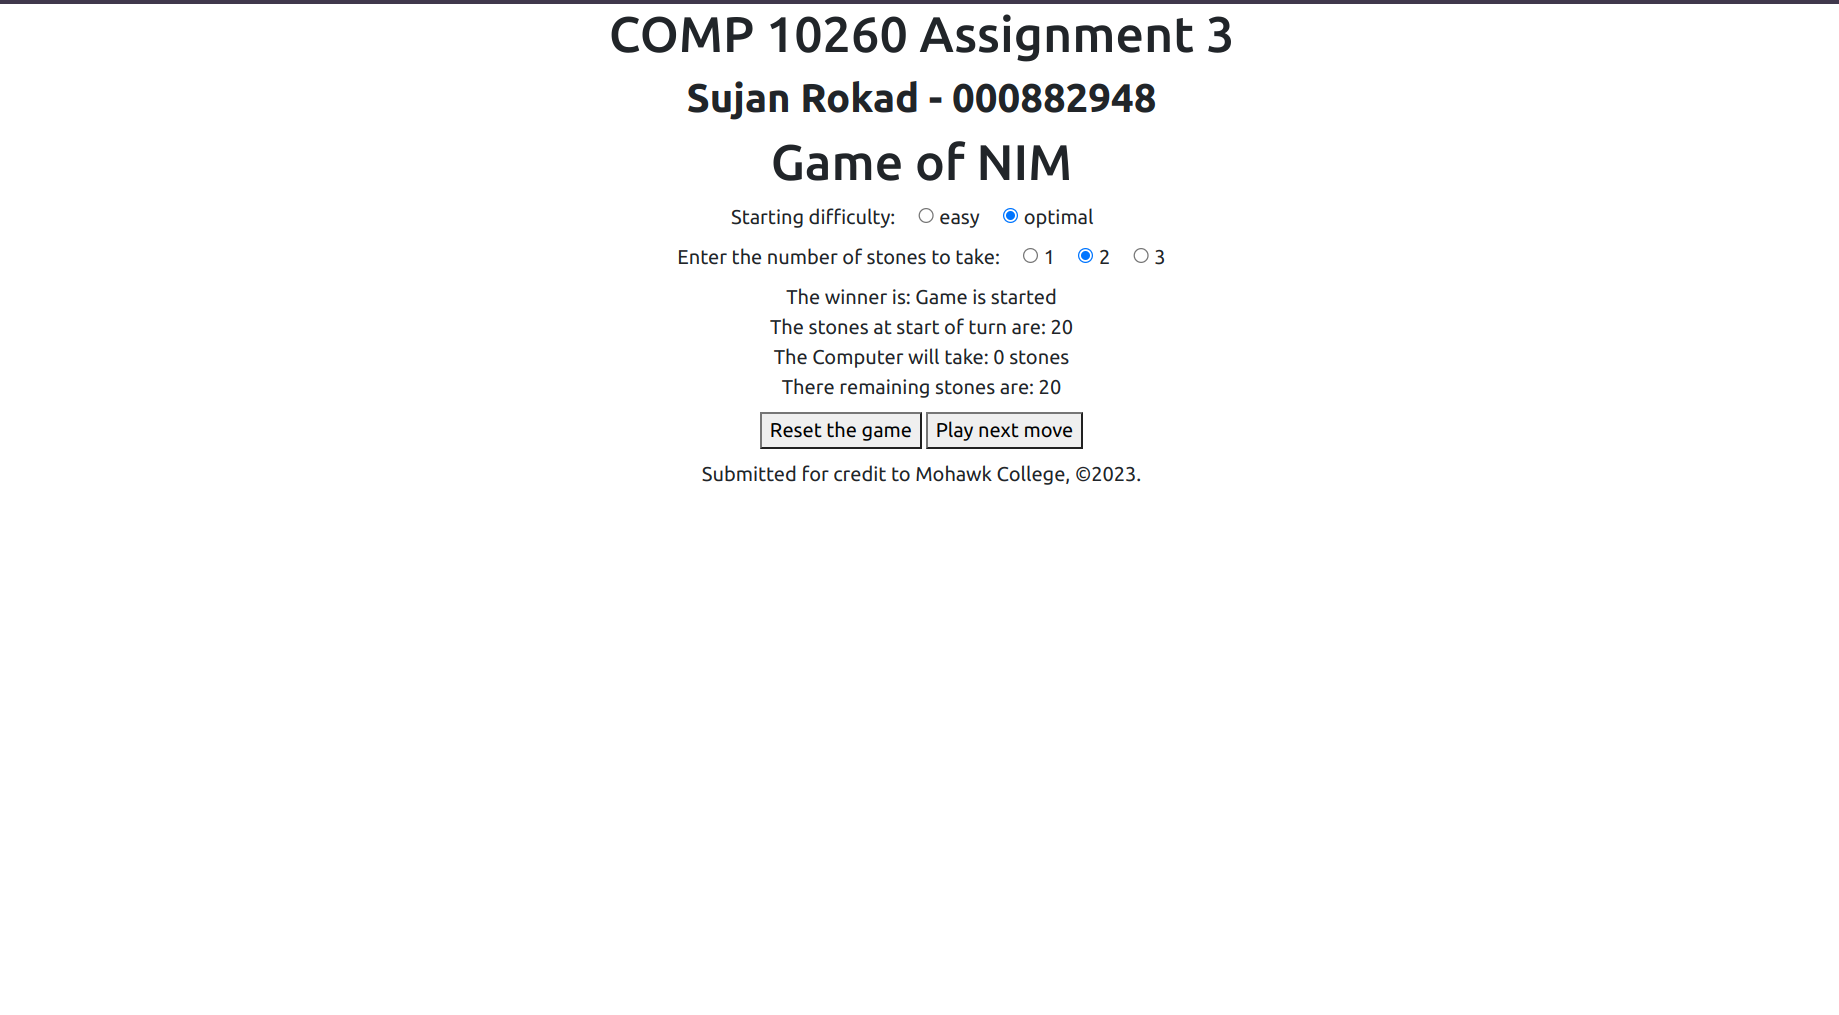 COMP 10260 Assignment 3
Sujan Rokad - 000882948
Game of NIM
Starting difficulty: easy optimal
Enter the number of stones to take: 1 2 3
The winner is: Game is started
The stones at start of turn are: 20
The Computer will take: 0 stones
There remaining stones are: 20
Reset the game Play next move
Submitted for credit to Mohawk College, ©2023.